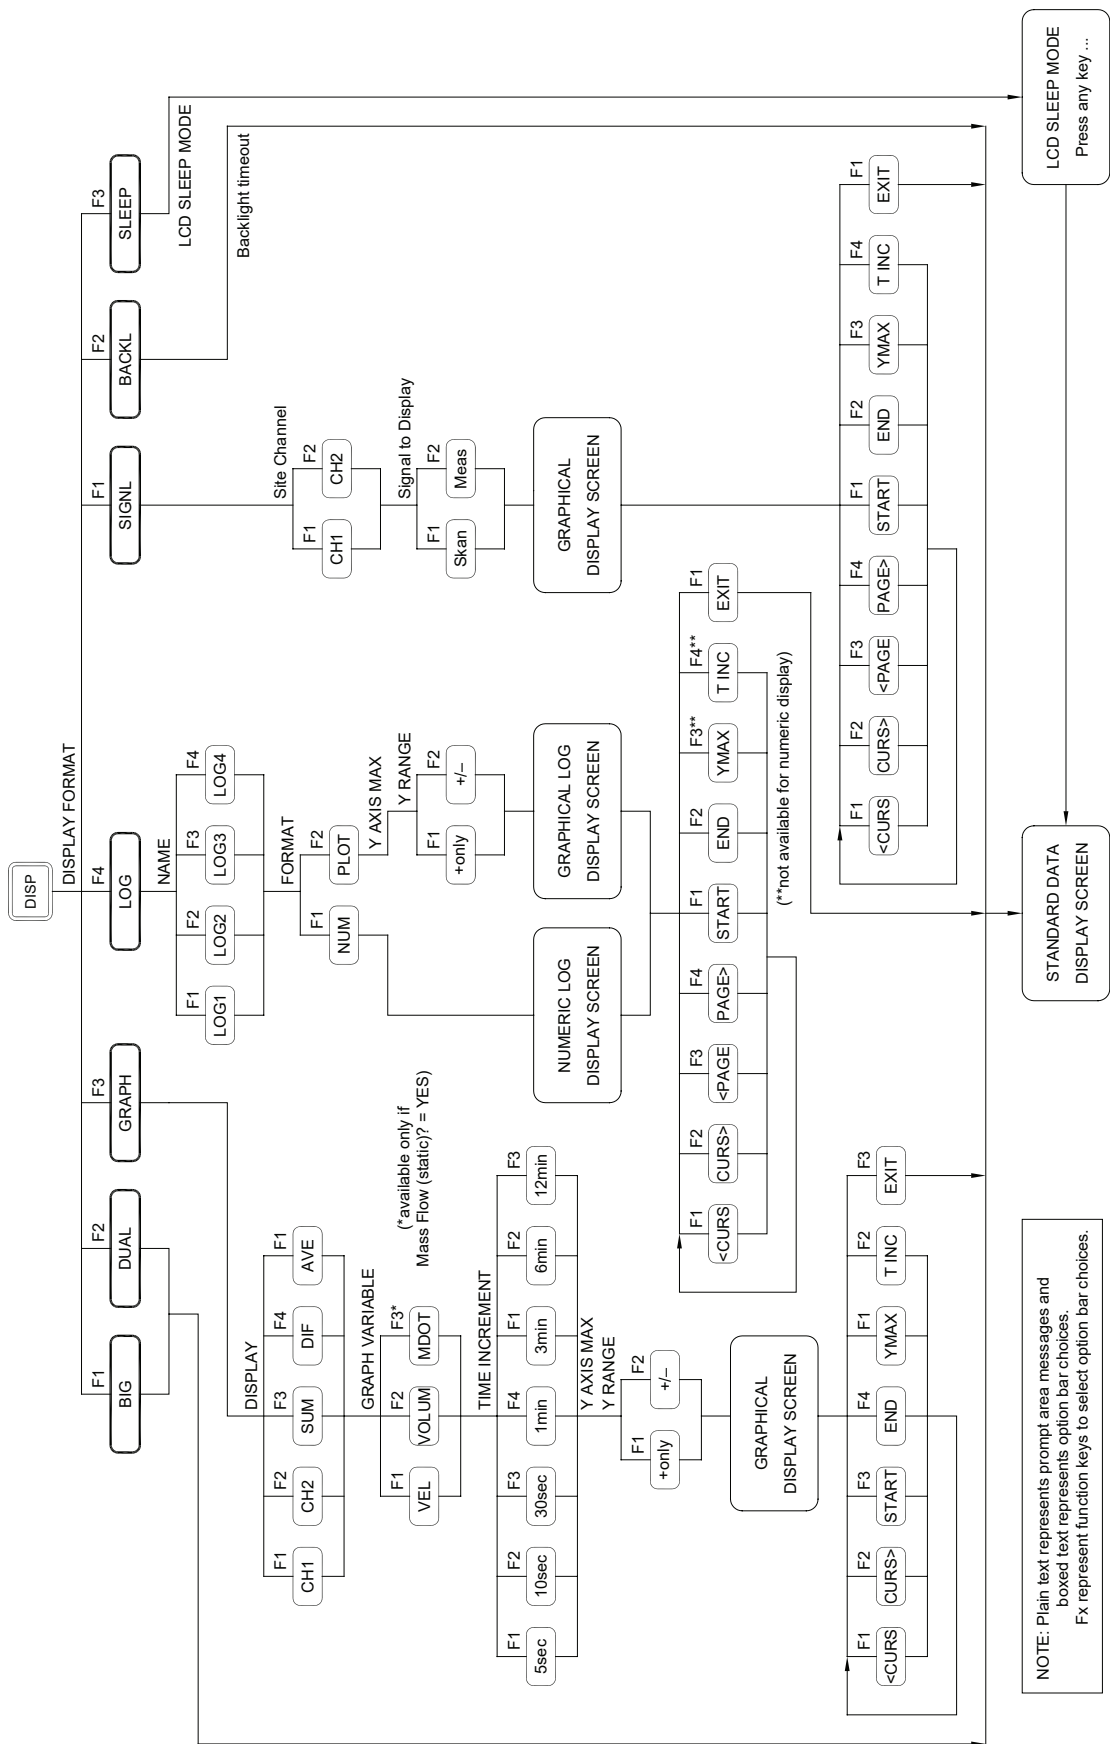 DISP
DISPLAY FORMAT
F1
BIG
F2
DUAL
F3
GRAPH
F4
LOG
F1
SIGNL
F2
BACKL
F3
SLEEP
DISPLAY
F1
CH1
F2
CH2
F3
SUM
F4
DIF
F1
AVE
GRAPH VARIABLE
F1
VEL
F2
VOLUM
F3*
MDOT
(*available only if
Mass Flow (static)? = YES)
TIME INCREMENT
F1
5sec
F2
10sec
F3
30sec
F4
1min
F1
3min
F2
6min
F3
12min
Y AXIS MAX
Y RANGE
F1
+only
F2
+/–
GRAPHICAL
DISPLAY SCREEN
F1
<CURS
F2
CURS>
F3
START
F4
END
F1
YMAX
F2
T INC
F3
EXIT
NAME
F1
LOG1
F2
LOG2
F3
LOG3
F4
LOG4
FORMAT
F1
NUM
F2
PLOT
Y AXIS MAX
Y RANGE
F1
+only
F2
+/–
NUMERIC LOG
DISPLAY SCREEN
GRAPHICAL LOG
DISPLAY SCREEN
F1
<CURS
F2
CURS>
F3
<PAGE
F4
PAGE>
F1
START
F2
END
F3**
YMAX
F4**
T INC
F1
EXIT
(**not available for numeric display)
Site Channel
F1
CH1
F2
CH2
Signal to Display
F1
Skan
F2
Meas
GRAPHICAL
DISPLAY SCREEN
F1
<CURS
F2
CURS>
F3
<PAGE
F4
PAGE>
F1
START
F2
END
F3
YMAX
F4
T INC
F1
EXIT
Backlight timeout
LCD SLEEP MODE
NOTE: Plain text represents prompt area messages and
boxed text represents option bar choices.
Fx represent function keys to select option bar choices.
STANDARD DATA
DISPLAY SCREEN
LCD SLEEP MODE
Press any key ...